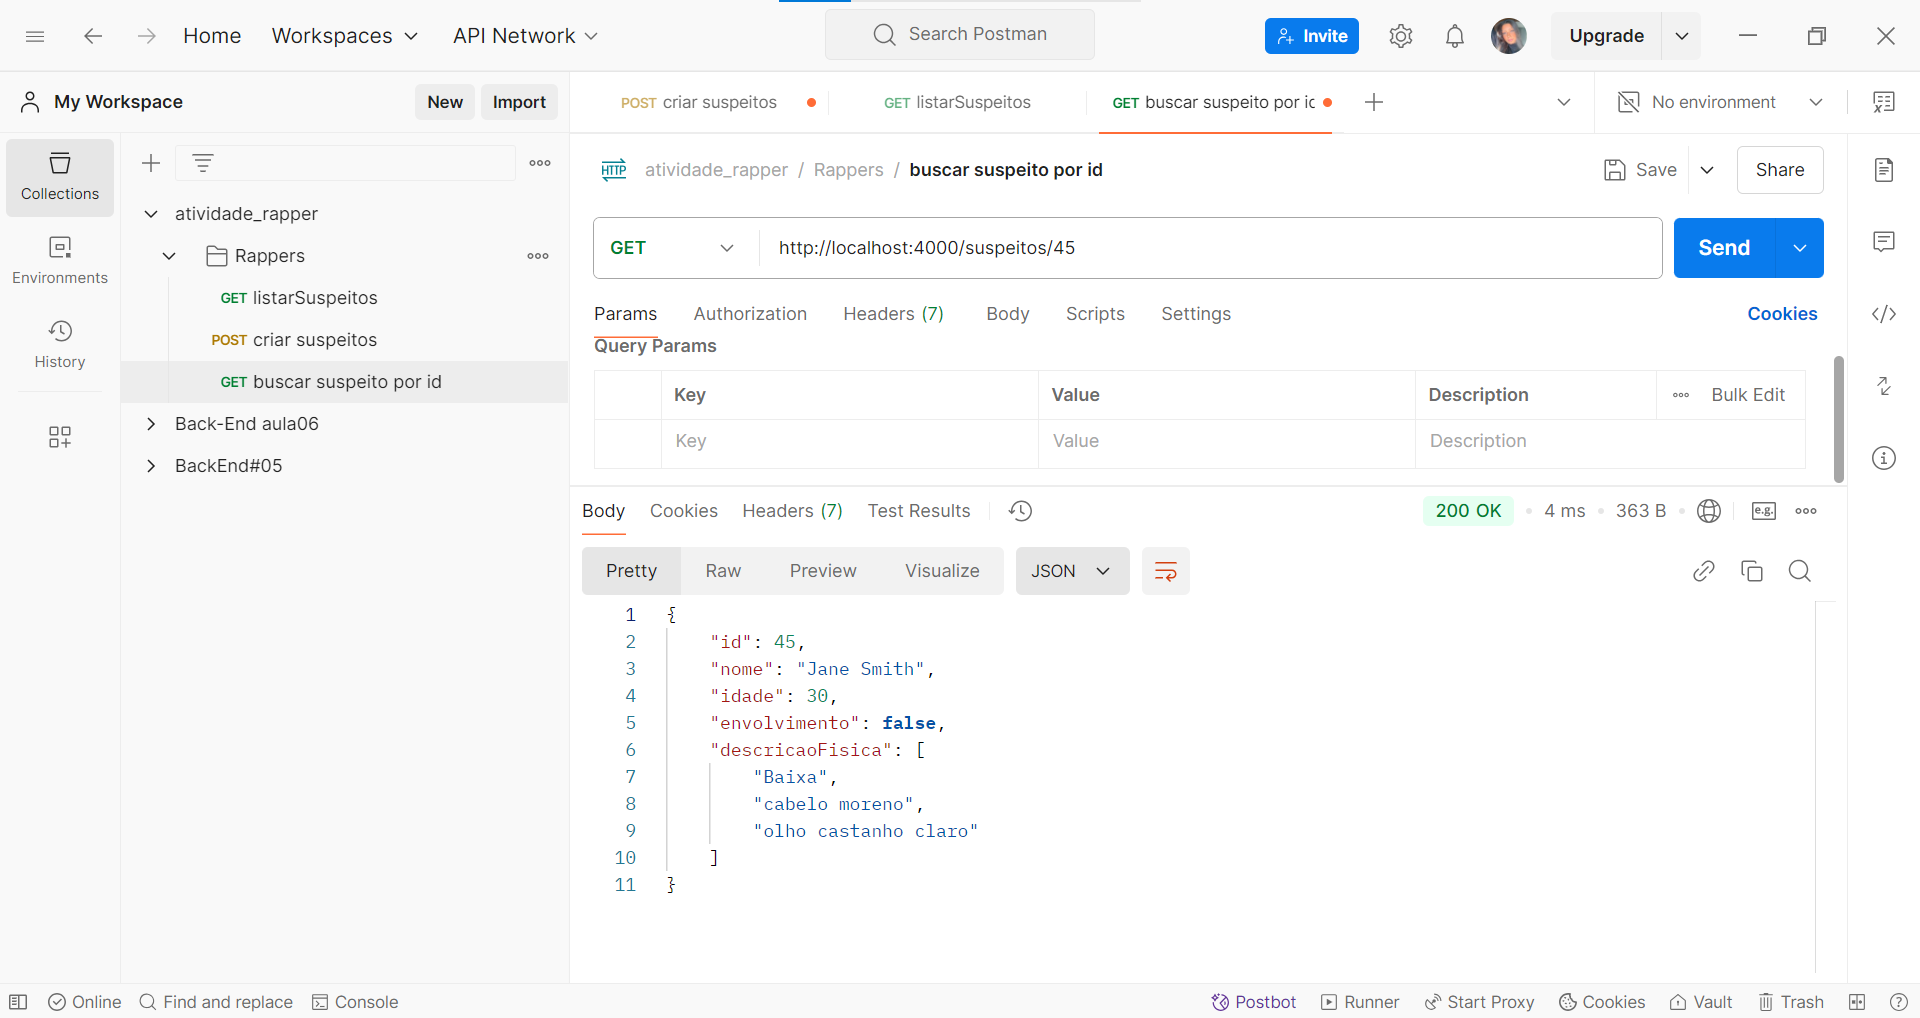 Home Workspaces API Network Search Postman Invite Upgrade
My Workspace New Import
POST criar suspeitos GET listarSuspeitos GET buscar suspeito por ic No environment
Collections
Environments
History
atividade_rapper
Rappers
GET listarSuspeitos
POST criar suspeitos
GET buscar suspeito por id
Back-End aula06
BackEnd#05
HTTP atividade_rapper / Rappers / buscar suspeito por id Save Share
GET http://localhost:4000/suspeitos/45 Send
Params Authorization Headers (7) Body Scripts Settings Cookies
Query Params
Key Value Description Bulk Edit
Key Value Description
Body Cookies Headers (7) Test Results 200 OK 4 ms 363 B e.g.
Pretty Raw Preview Visualize JSON
1 {
2 "id": 45,
3 "nome": "Jane Smith",
4 "idade": 30,
5 "envolvimento": false,
6 "descricaoFisica": [
7 "Baixa",
8 "cabelo moreno",
9 "olho castanho claro"
10 ]
11 }
Online Find and replace Console Postbot Runner Start Proxy Cookies Vault Trash